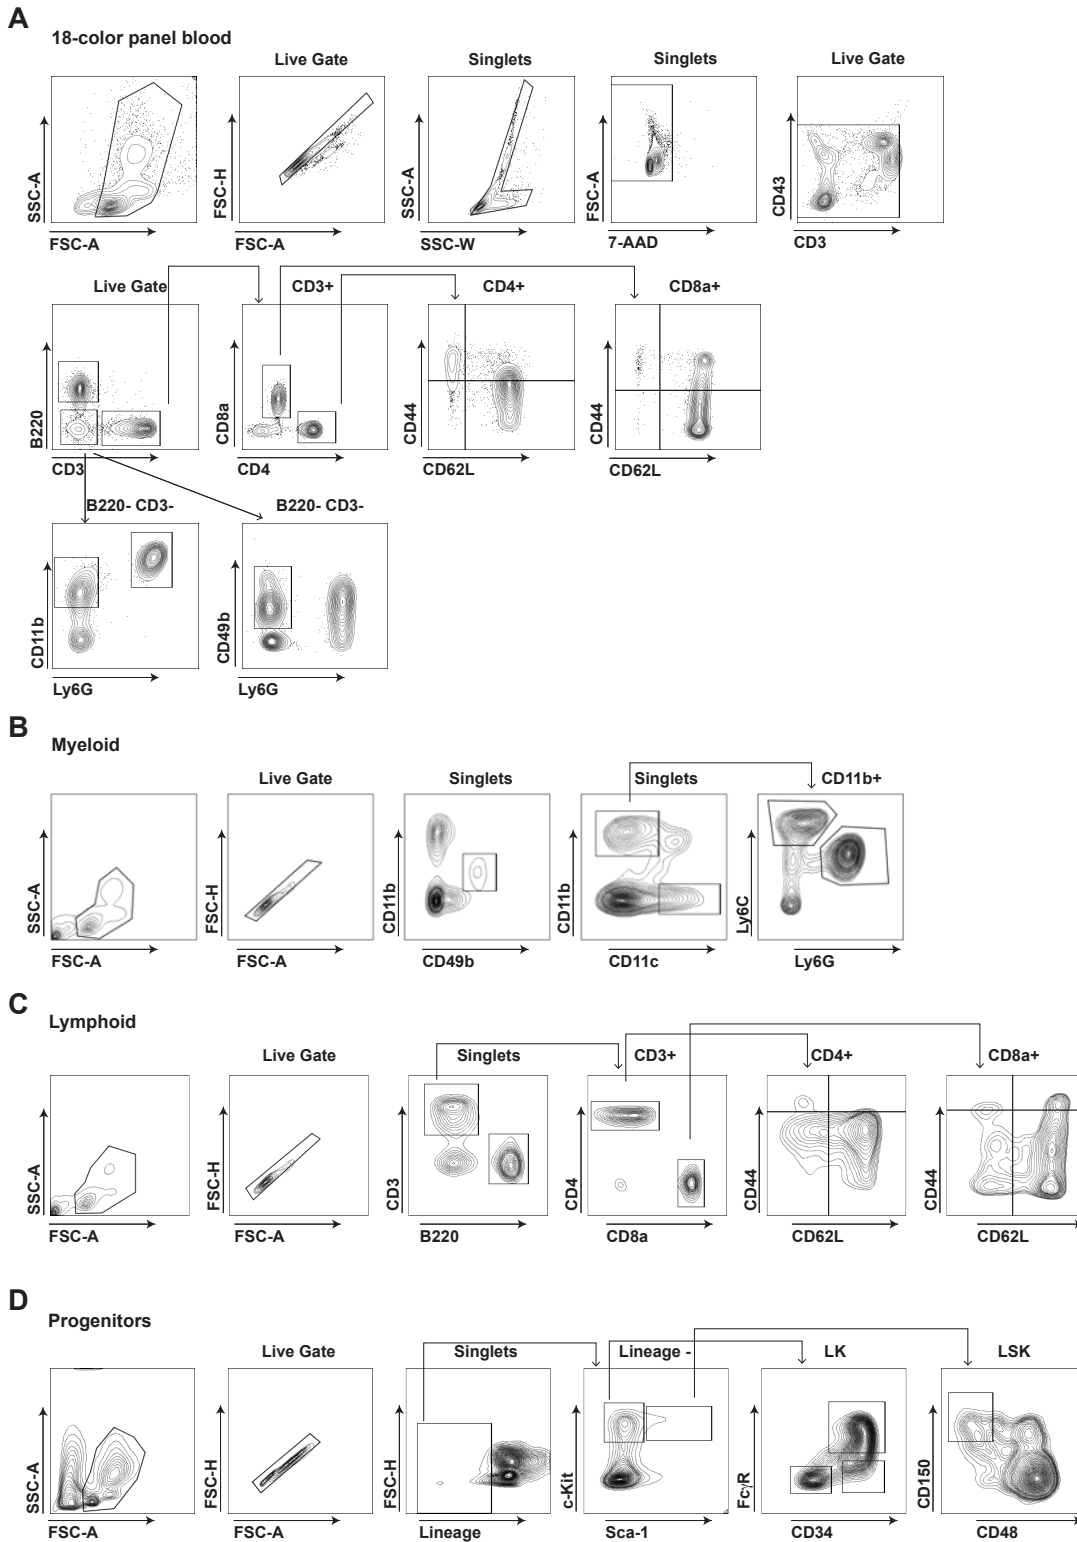 A
18-color panel blood
Live Gate
Singlets
Singlets
Live Gate
SSC-A
FSC-A
FSC-H
FSC-A
SSC-A
SSC-W
FSC-A
7-AAD
CD43
CD3
Live Gate
CD3+
CD4+
CD8a+
B220
CD3
CD8a
CD4
CD44
CD62L
CD44
CD62L
B220- CD3-
B220- CD3-
CD11b
Ly6G
CD49b
Ly6G
B
Myeloid
Live Gate
Singlets
Singlets
CD11b+
SSC-A
FSC-A
FSC-H
FSC-A
CD11b
CD49b
CD11b
CD11c
Ly6C
Ly6G
C
Lymphoid
Live Gate
Singlets
CD3+
CD4+
CD8a+
SSC-A
FSC-A
FSC-H
FSC-A
CD3
B220
CD4
CD8a
CD44
CD62L
CD44
CD62L
D
Progenitors
Live Gate
Singlets
Lineage -
LK
LSK
SSC-A
FSC-A
FSC-H
FSC-A
FSC-H
Lineage
c-Kit
Sca-1
FcγR
CD34
CD150
CD48